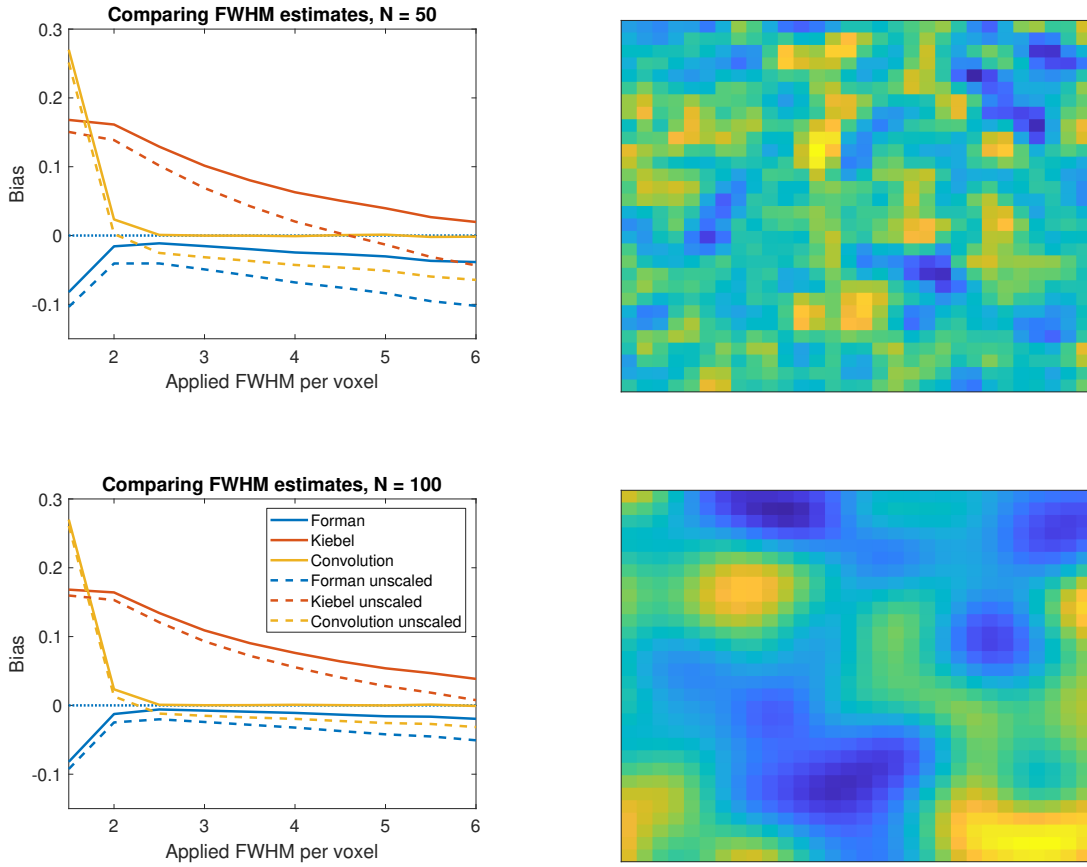 Comparing FWHM estimates, N = 50
0.3
0.2
0.1
0
-0.1
Bias
2
3
4
5
6
Applied FWHM per voxel
Comparing FWHM estimates, N = 100
0.3
0.2
0.1
0
-0.1
Bias
Forman
Kiebel
Convolution
Forman unscaled
Kiebel unscaled
Convolution unscaled
2
3
4
5
6
Applied FWHM per voxel